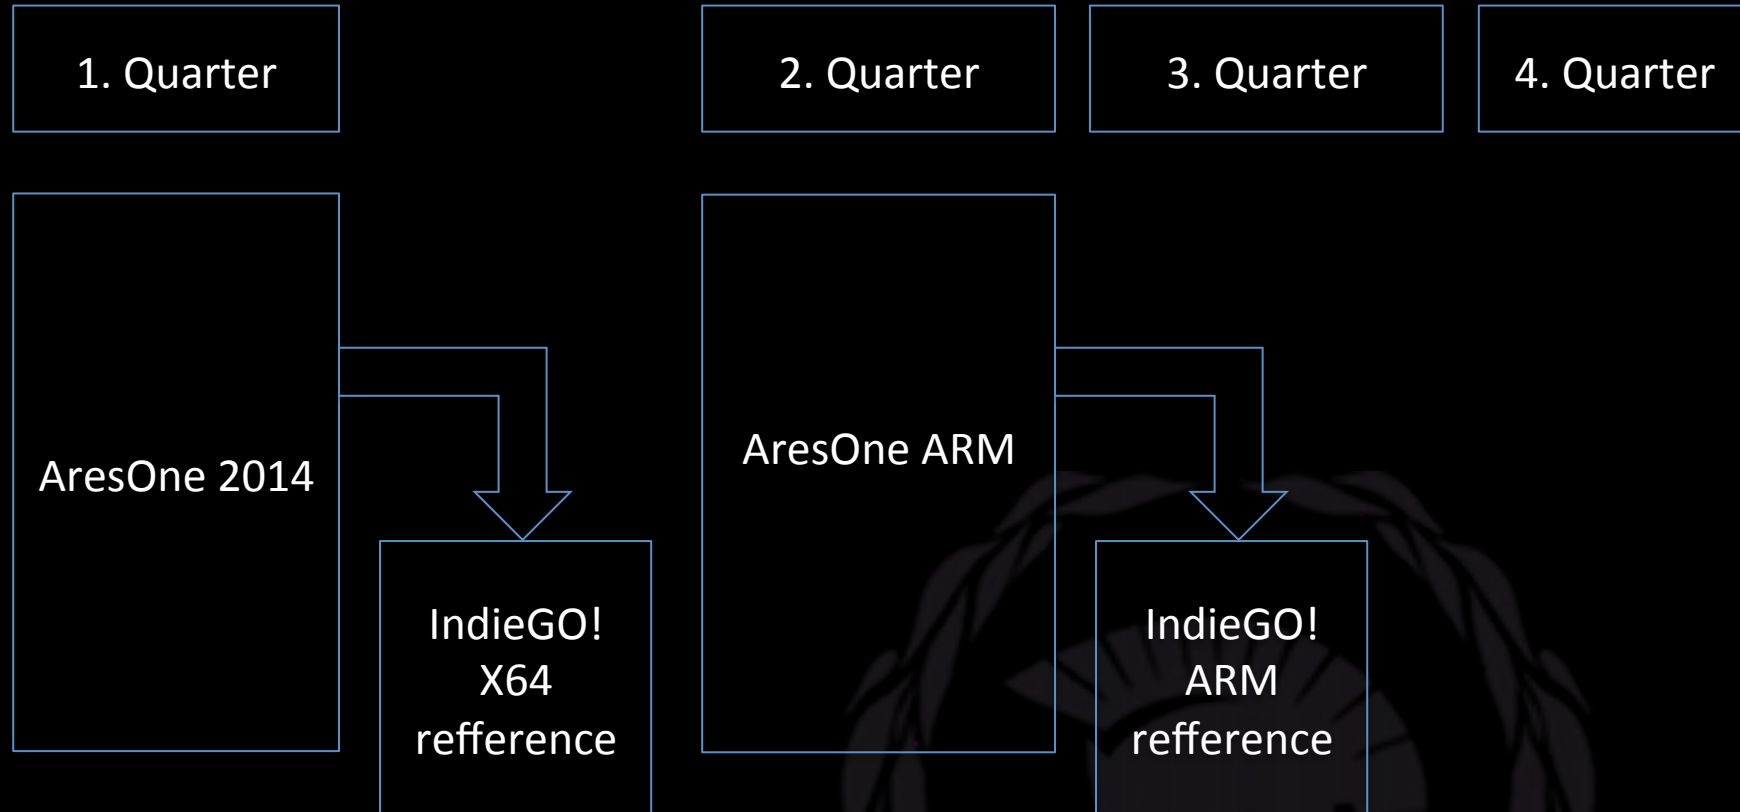 1. Quarter
2. Quarter
3. Quarter
4. Quarter
AresOne 2014
IndieGO!
X64
refference
AresOne ARM
IndieGO!
ARM
refference